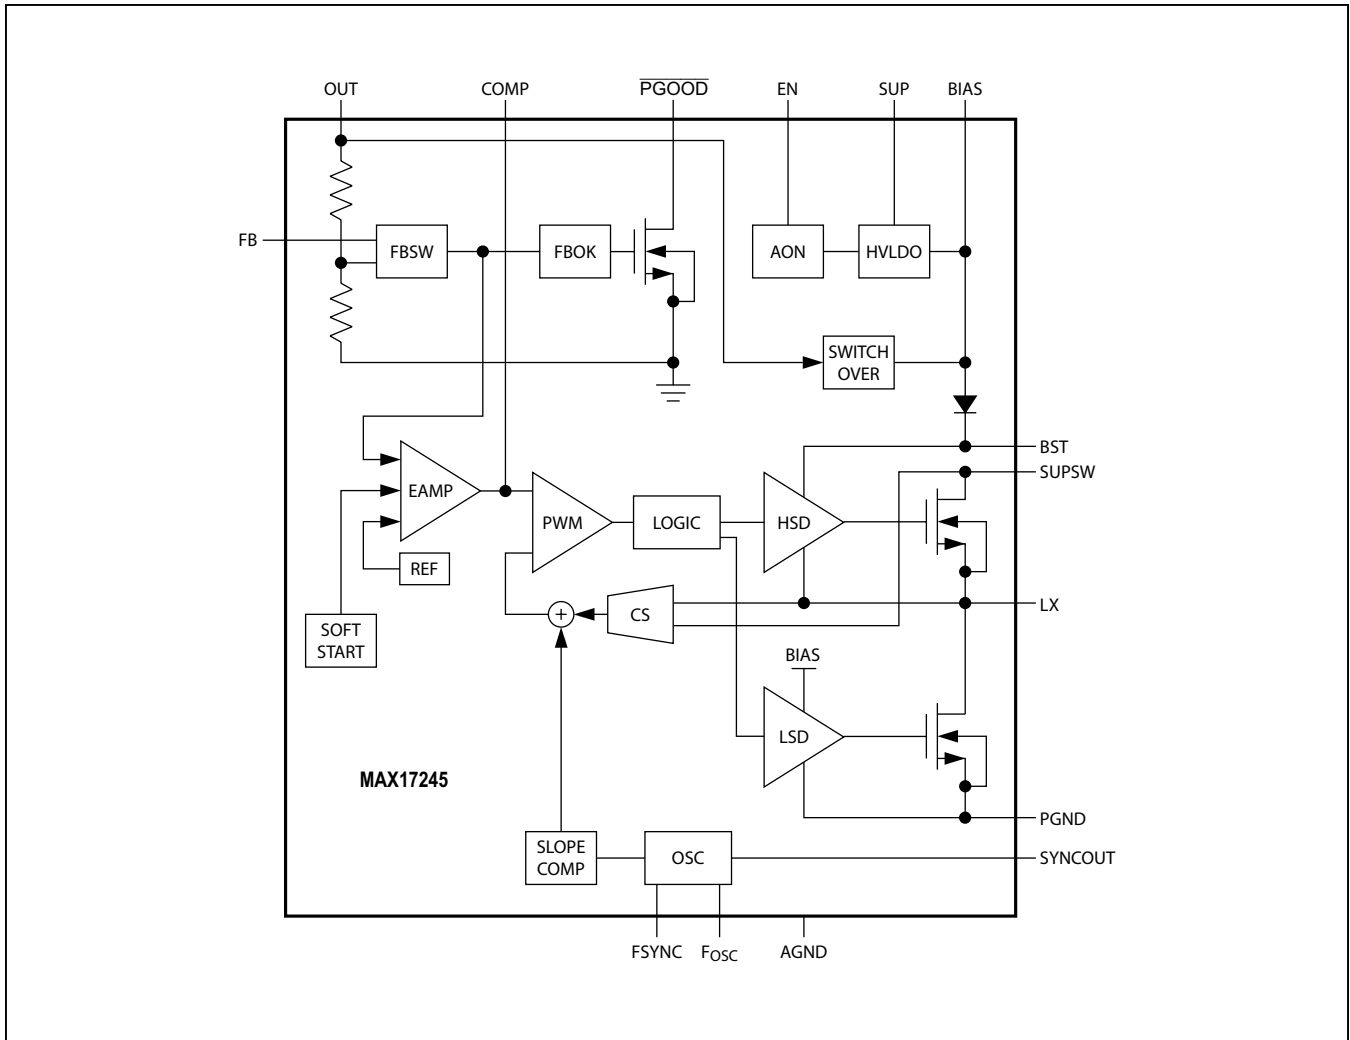 OUT
COMP
PGOOD
EN
SUP
BIAS
FB
FBSW
FBOK
AON
HVLDO
SWITCH
OVER
BST
SUPSW
EAMP
PWM
LOGIC
HSD
REF
SOFT
START
+
CS
LX
BIAS
LSD
MAX17245
PGND
SLOPE
COMP
OSC
SYNCOUT
FSYNC
FOSC
AGND